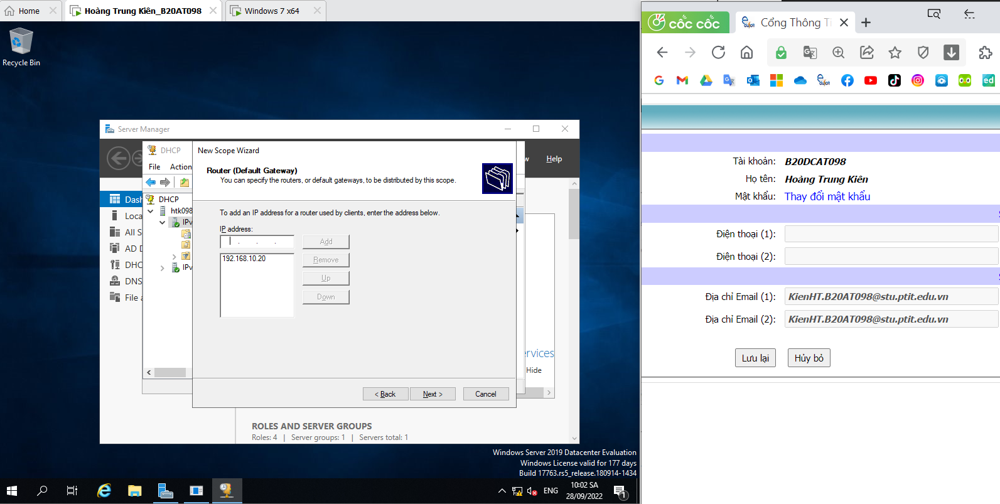 Home
Hoàng Trung Kiên_B20AT098
Windows 7 x64
Recycle Bin
Server Manager
DHCP
File Action
Help
Dash
Loca
All S
AD D
DHC
DNS
File a
DHCP
htk098
IPv
IPv
New Scope Wizard
Router (Default Gateway)
You can specify the routers, or default gateways, to be distributed by this scope.
To add an IP address for a router used by clients, enter the address below.
IP address:
. . .
Add
192.168.10.20
Remove
Up
Down
ervices
Hide
< Back
Next >
Cancel
ROLES AND SERVER GROUPS
Roles: 4 | Server groups: 1 | Servers total: 1
Windows Server 2019 Datacenter Evaluation
Windows License valid for 177 days
Build 17763.rs5_release.180914-1434
ENG
10:02 SA
28/09/2022
1
cốc cốc
Cổng Thông Ti
Tài khoản: B20DCAT098
Họ tên: Hoàng Trung Kiên
Mật khẩu: Thay đổi mật khẩu
Điện thoại (1):
Điện thoại (2):
Địa chỉ Email (1): KienHT.B20AT098@stu.ptit.edu.vn
Địa chỉ Email (2): KienHT.B20AT098@stu.ptit.edu.vn
Lưu lại
Hủy bỏ